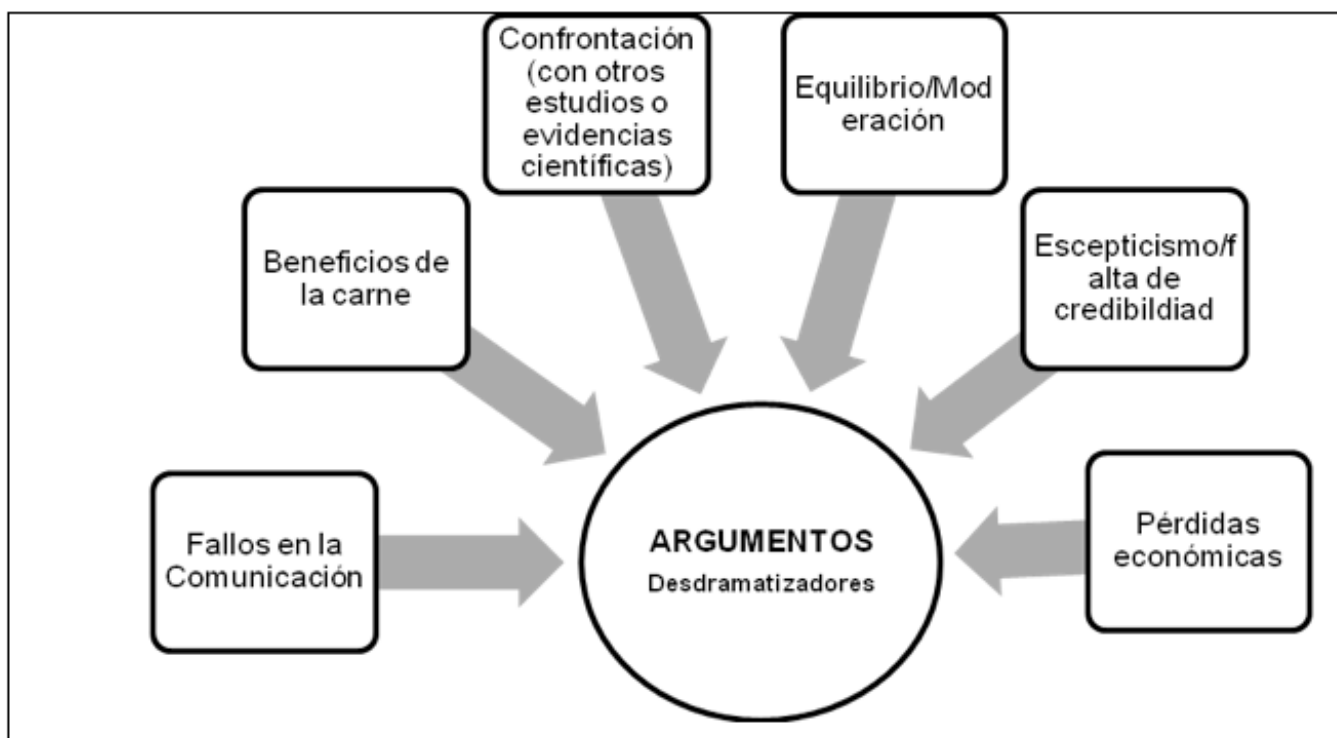 Confrontación
(con otros
estudios o
evidencias
científicas)
Equilibrio/Mod
eración
Beneficios de
la carne
Escepticismo/f
alta de
credibildiad
Fallos en la
Comunicación
ARGUMENTOS
Desdramatizadores
Pérdidas
económicas